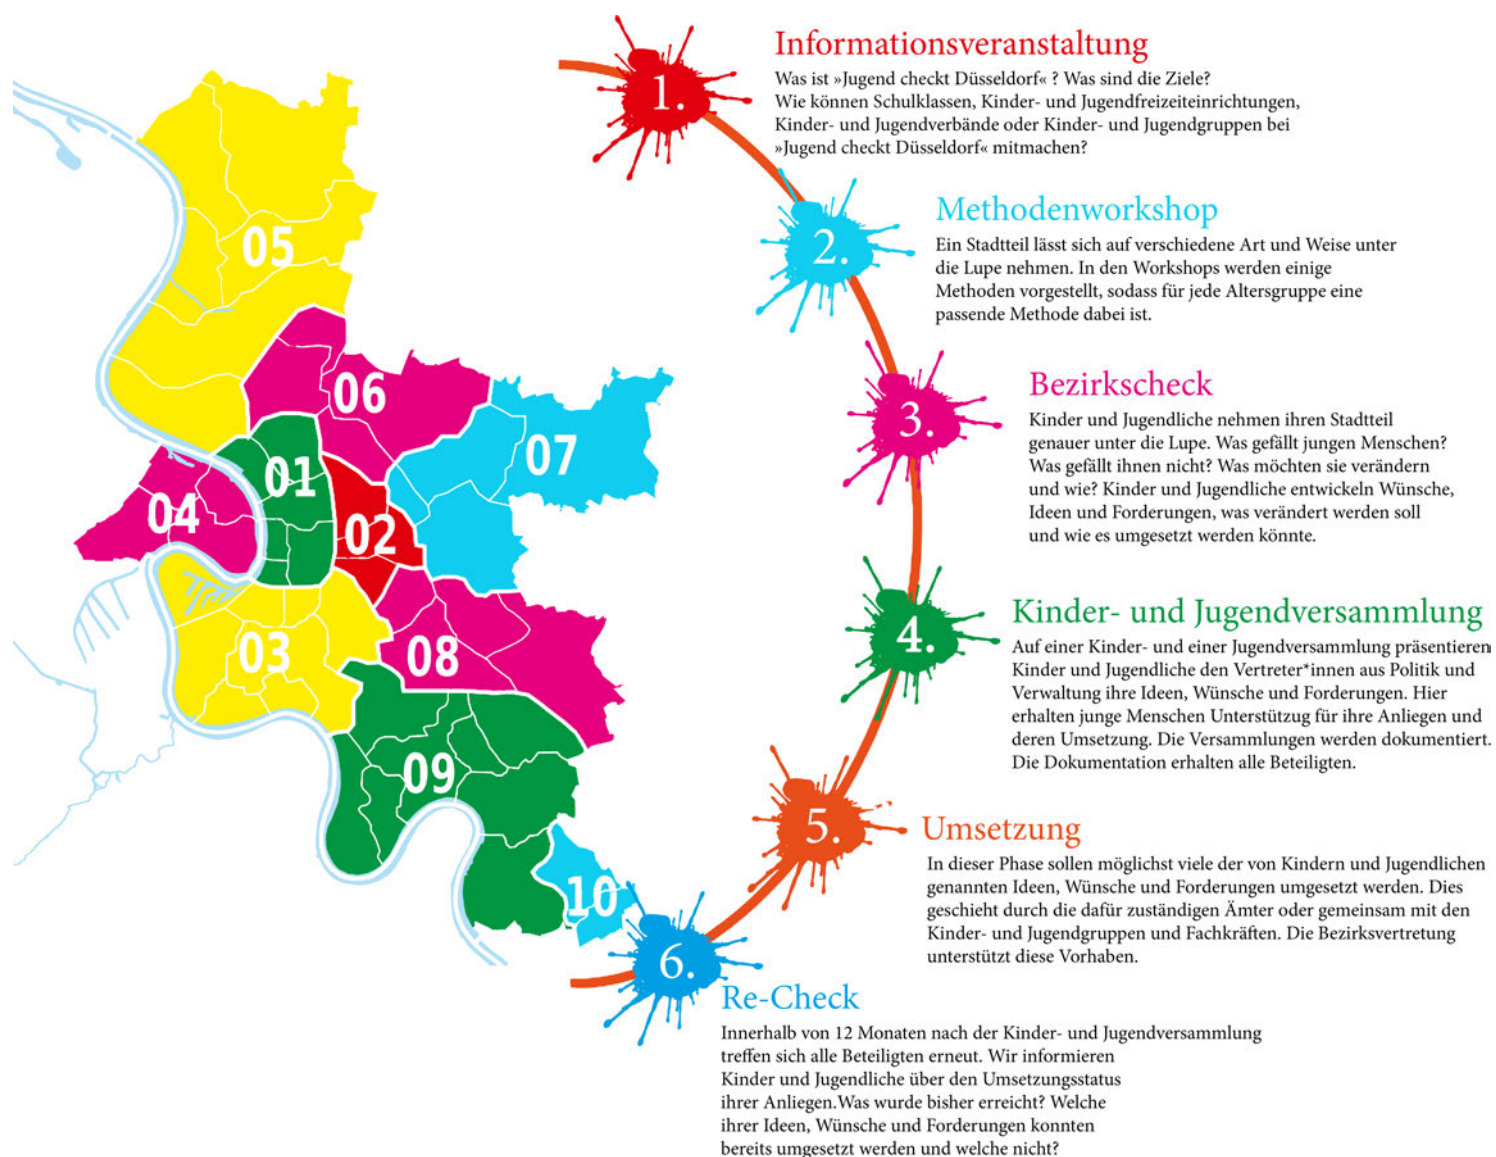 05
06
07
01
04
02
03
08
09
10
1.
Informationsveranstaltung
Was ist »Jugend checkt Düsseldorf« ? Was sind die Ziele?
Wie können Schulklassen, Kinder- und Jugendfreizeiteinrichtungen,
Kinder- und Jugendverbände oder Kinder- und Jugendgruppen bei
»Jugend checkt Düsseldorf« mitmachen?
2.
Methodenworkshop
Ein Stadtteil lässt sich auf verschiedene Art und Weise unter
die Lupe nehmen. In den Workshops werden einige
Methoden vorgestellt, sodass für jede Altersgruppe eine
passende Methode dabei ist.
3.
Bezirkscheck
Kinder und Jugendliche nehmen ihren Stadtteil
genauer unter die Lupe. Was gefällt jungen Menschen?
Was gefällt ihnen nicht? Was möchten sie verändern
und wie? Kinder und Jugendliche entwickeln Wünsche,
Ideen und Forderungen, was verändert werden soll
und wie es umgesetzt werden könnte.
4.
Kinder- und Jugendversammlung
Auf einer Kinder- und einer Jugendversammlung präsentieren
Kinder und Jugendliche den Vertreter*innen aus Politik und
Verwaltung ihre Ideen, Wünsche und Forderungen. Hier
erhalten junge Menschen Unterstützug für ihre Anliegen und
deren Umsetzung. Die Versammlungen werden dokumentiert.
Die Dokumentation erhalten alle Beteiligten.
5.
Umsetzung
In dieser Phase sollen möglichst viele der von Kindern und Jugendlichen
genannten Ideen, Wünsche und Forderungen umgesetzt werden. Dies
geschieht durch die dafür zuständigen Ämter oder gemeinsam mit den
Kinder- und Jugendgruppen und Fachkräften. Die Bezirksvertretung
unterstützt diese Vorhaben.
6.
Re-Check
Innerhalb von 12 Monaten nach der Kinder- und Jugendversammlung
treffen sich alle Beteiligten erneut. Wir informieren
Kinder und Jugendliche über den Umsetzungsstatus
ihrer Anliegen.Was wurde bisher erreicht? Welche
ihrer Ideen, Wünsche und Forderungen konnten
bereits umgesetzt werden und welche nicht?